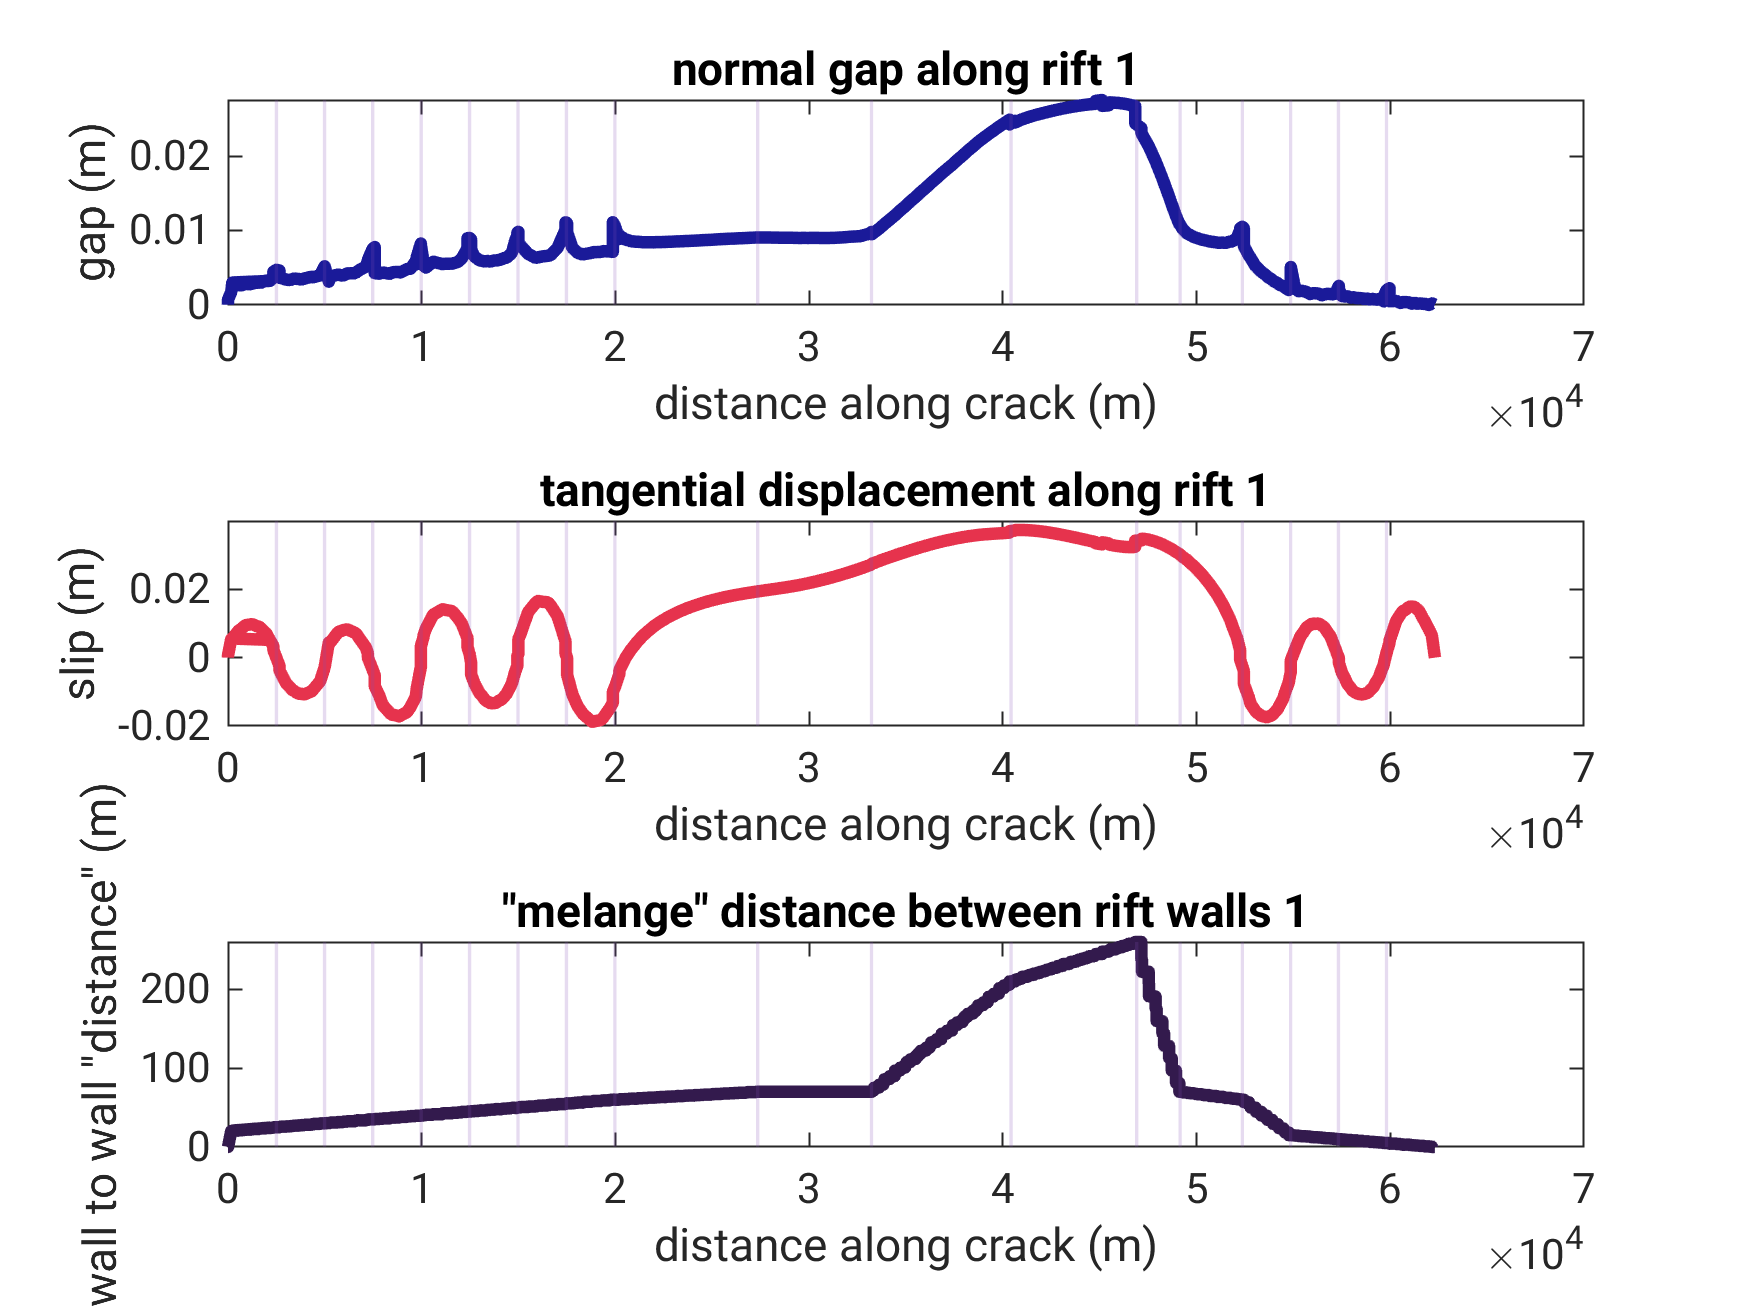 normal gap along rift 1
gap (m)
0.02
0.01
0
0 1 2 3 4 5 6 7
distance along crack (m)
×10^4
tangential displacement along rift 1
slip (m)
0.02
0
-0.02
0 1 2 3 4 5 6 7
distance along crack (m)
×10^4
"melange" distance between rift walls 1
wall to wall "distance" (m)
200
100
0
0 1 2 3 4 5 6 7
distance along crack (m)
×10^4